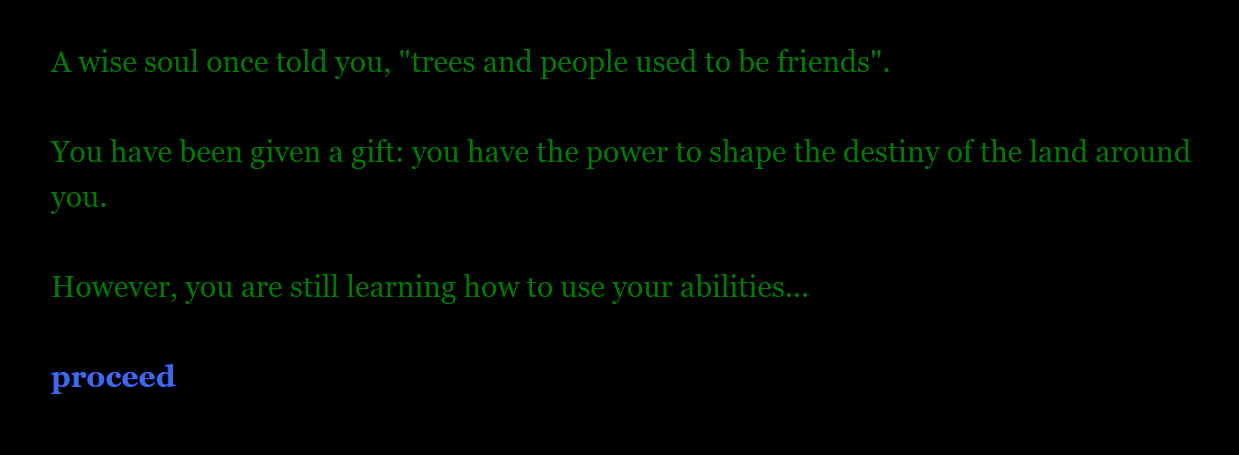 A wise soul once told you, "trees and people used to be friends".
You have been given a gift: you have the power to shape the destiny of the land around
you.
However, you are still learning how to use your abilities...
proceed